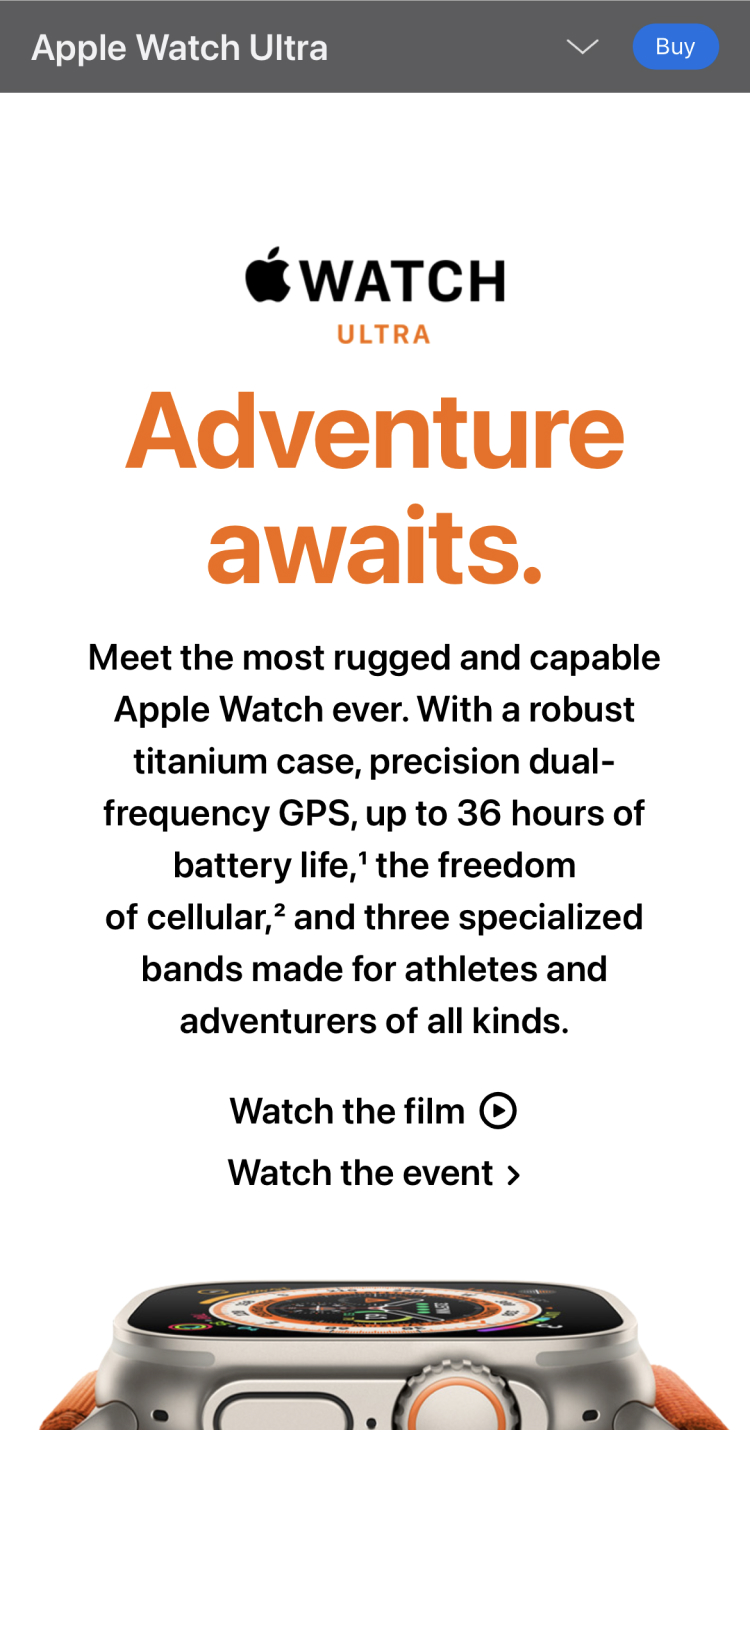 Apple Watch Ultra
Buy
WATCH
ULTRA
Adventure
awaits.
Meet the most rugged and capable
Apple Watch ever. With a robust
titanium case, precision dual-
frequency GPS, up to 36 hours of
battery life,¹ the freedom
of cellular,² and three specialized
bands made for athletes and
adventurers of all kinds.
Watch the film
Watch the event